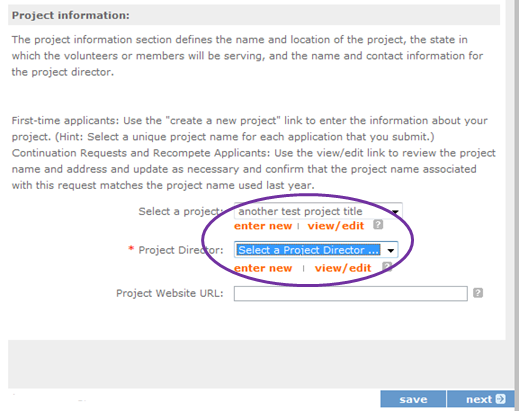 Project information:
The project information section defines the name and location of the project, the state in
which the volunteers or members will be serving, and the name and contact information for
the project director.
First-time applicants: Use the "create a new project" link to enter the information about your
project. (Hint: Select a unique project name for each application that you submit.)
Continuation Requests and Recompete Applicants: Use the view/edit link to review the project
name and address and update as necessary and confirm that the project name associated
with this request matches the project name used last year.
Select a project: another test project title
enter new | view/edit ?
* Project Director: Select a Project Director ...
enter new | view/edit ?
Project Website URL: ?
save next